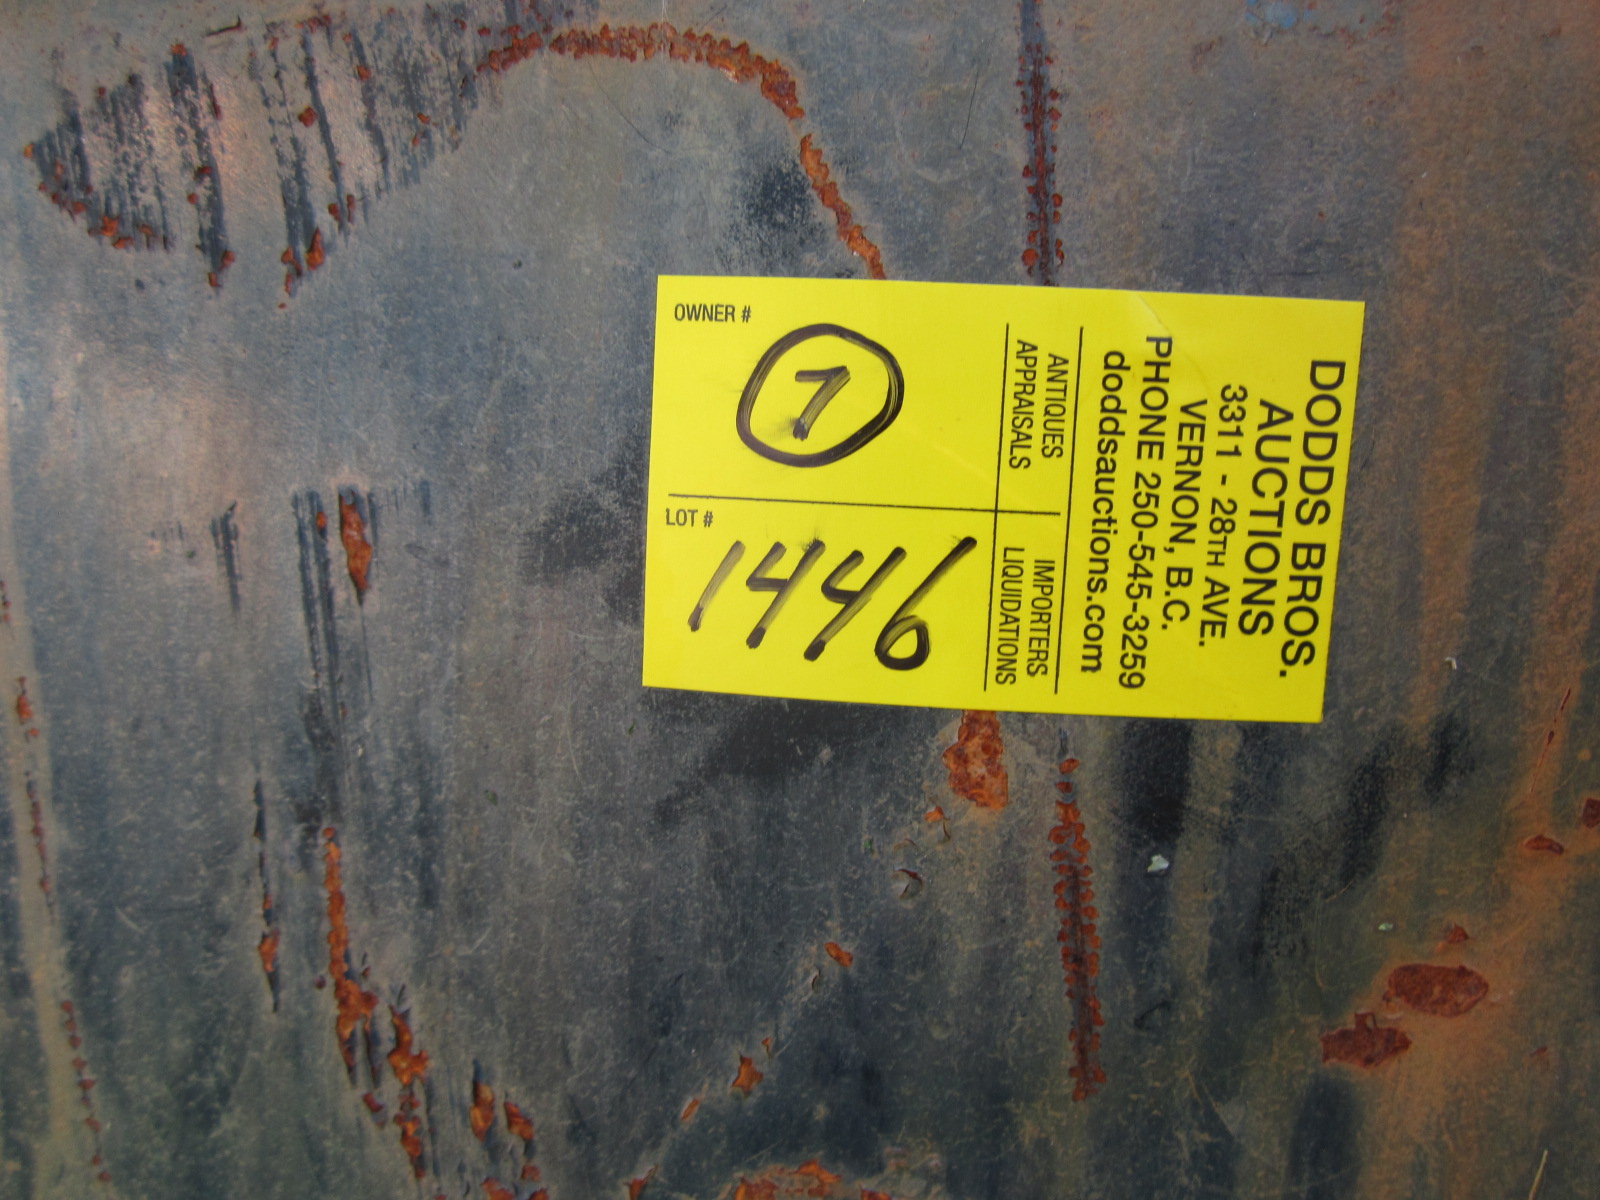 DODDS BROS.
AUCTIONS
3311 - 28TH AVE.
VERNON, B.C.
PHONE 250-545-3259
doddsauctions.com
ANTIQUES
APPRAISALS
IMPORTERS
LIQUIDATIONS
OWNER #
7
LOT #
1446